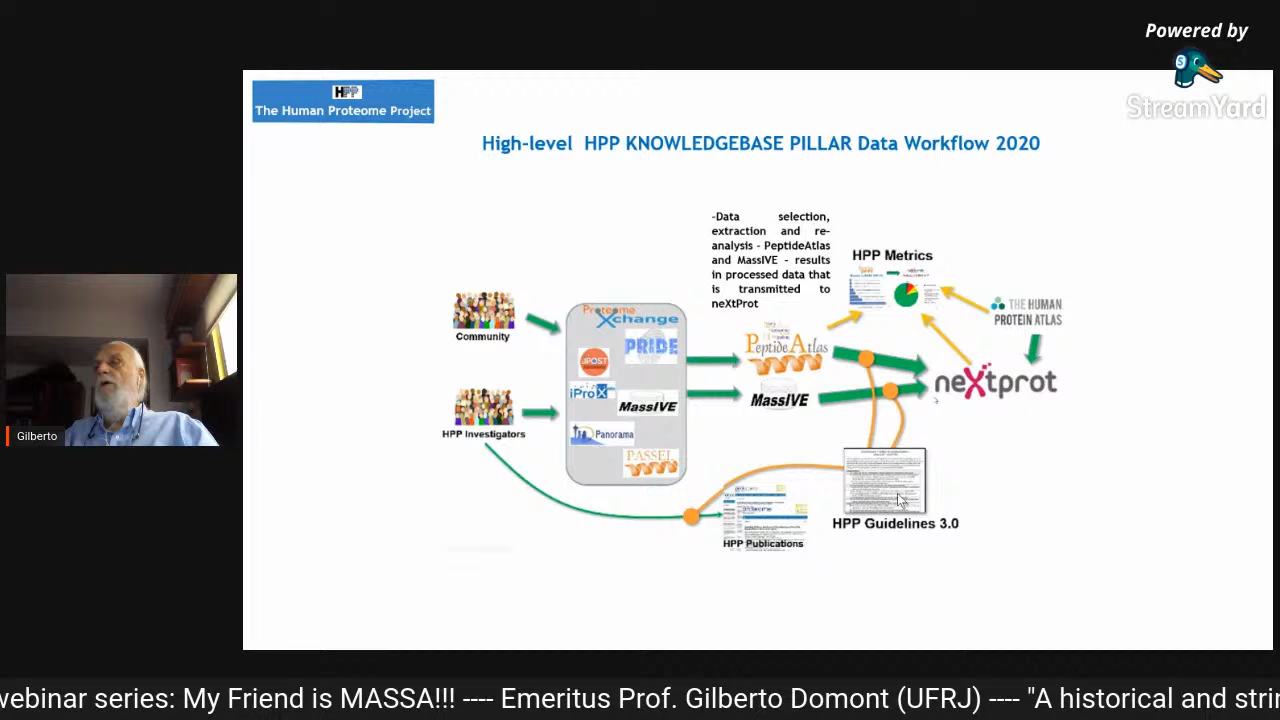 Powered by
StreamYard
HPP
The Human Proteome Project
High-level HPP KNOWLEDGEBASE PILLAR Data Workflow 2020
-Data selection,
extraction and re-
analysis - PeptideAtlas
and MassIVE - results
in processed data that
is transmitted to
neXtProt
HPP Metrics
Community
HPP Investigators
Proteome
Xchange
PRIDE
jPOST
iProX
MassIVE
Panorama
PASSEL
PeptideAtlas
MassIVE
THE HUMAN
PROTEIN ATLAS
neXtprot
HPP Guidelines 3.0
HPP Publications
Gilberto
webinar series: My Friend is MASSA!!! ---- Emeritus Prof. Gilberto Domont (UFRJ) ---- "A historical and stri